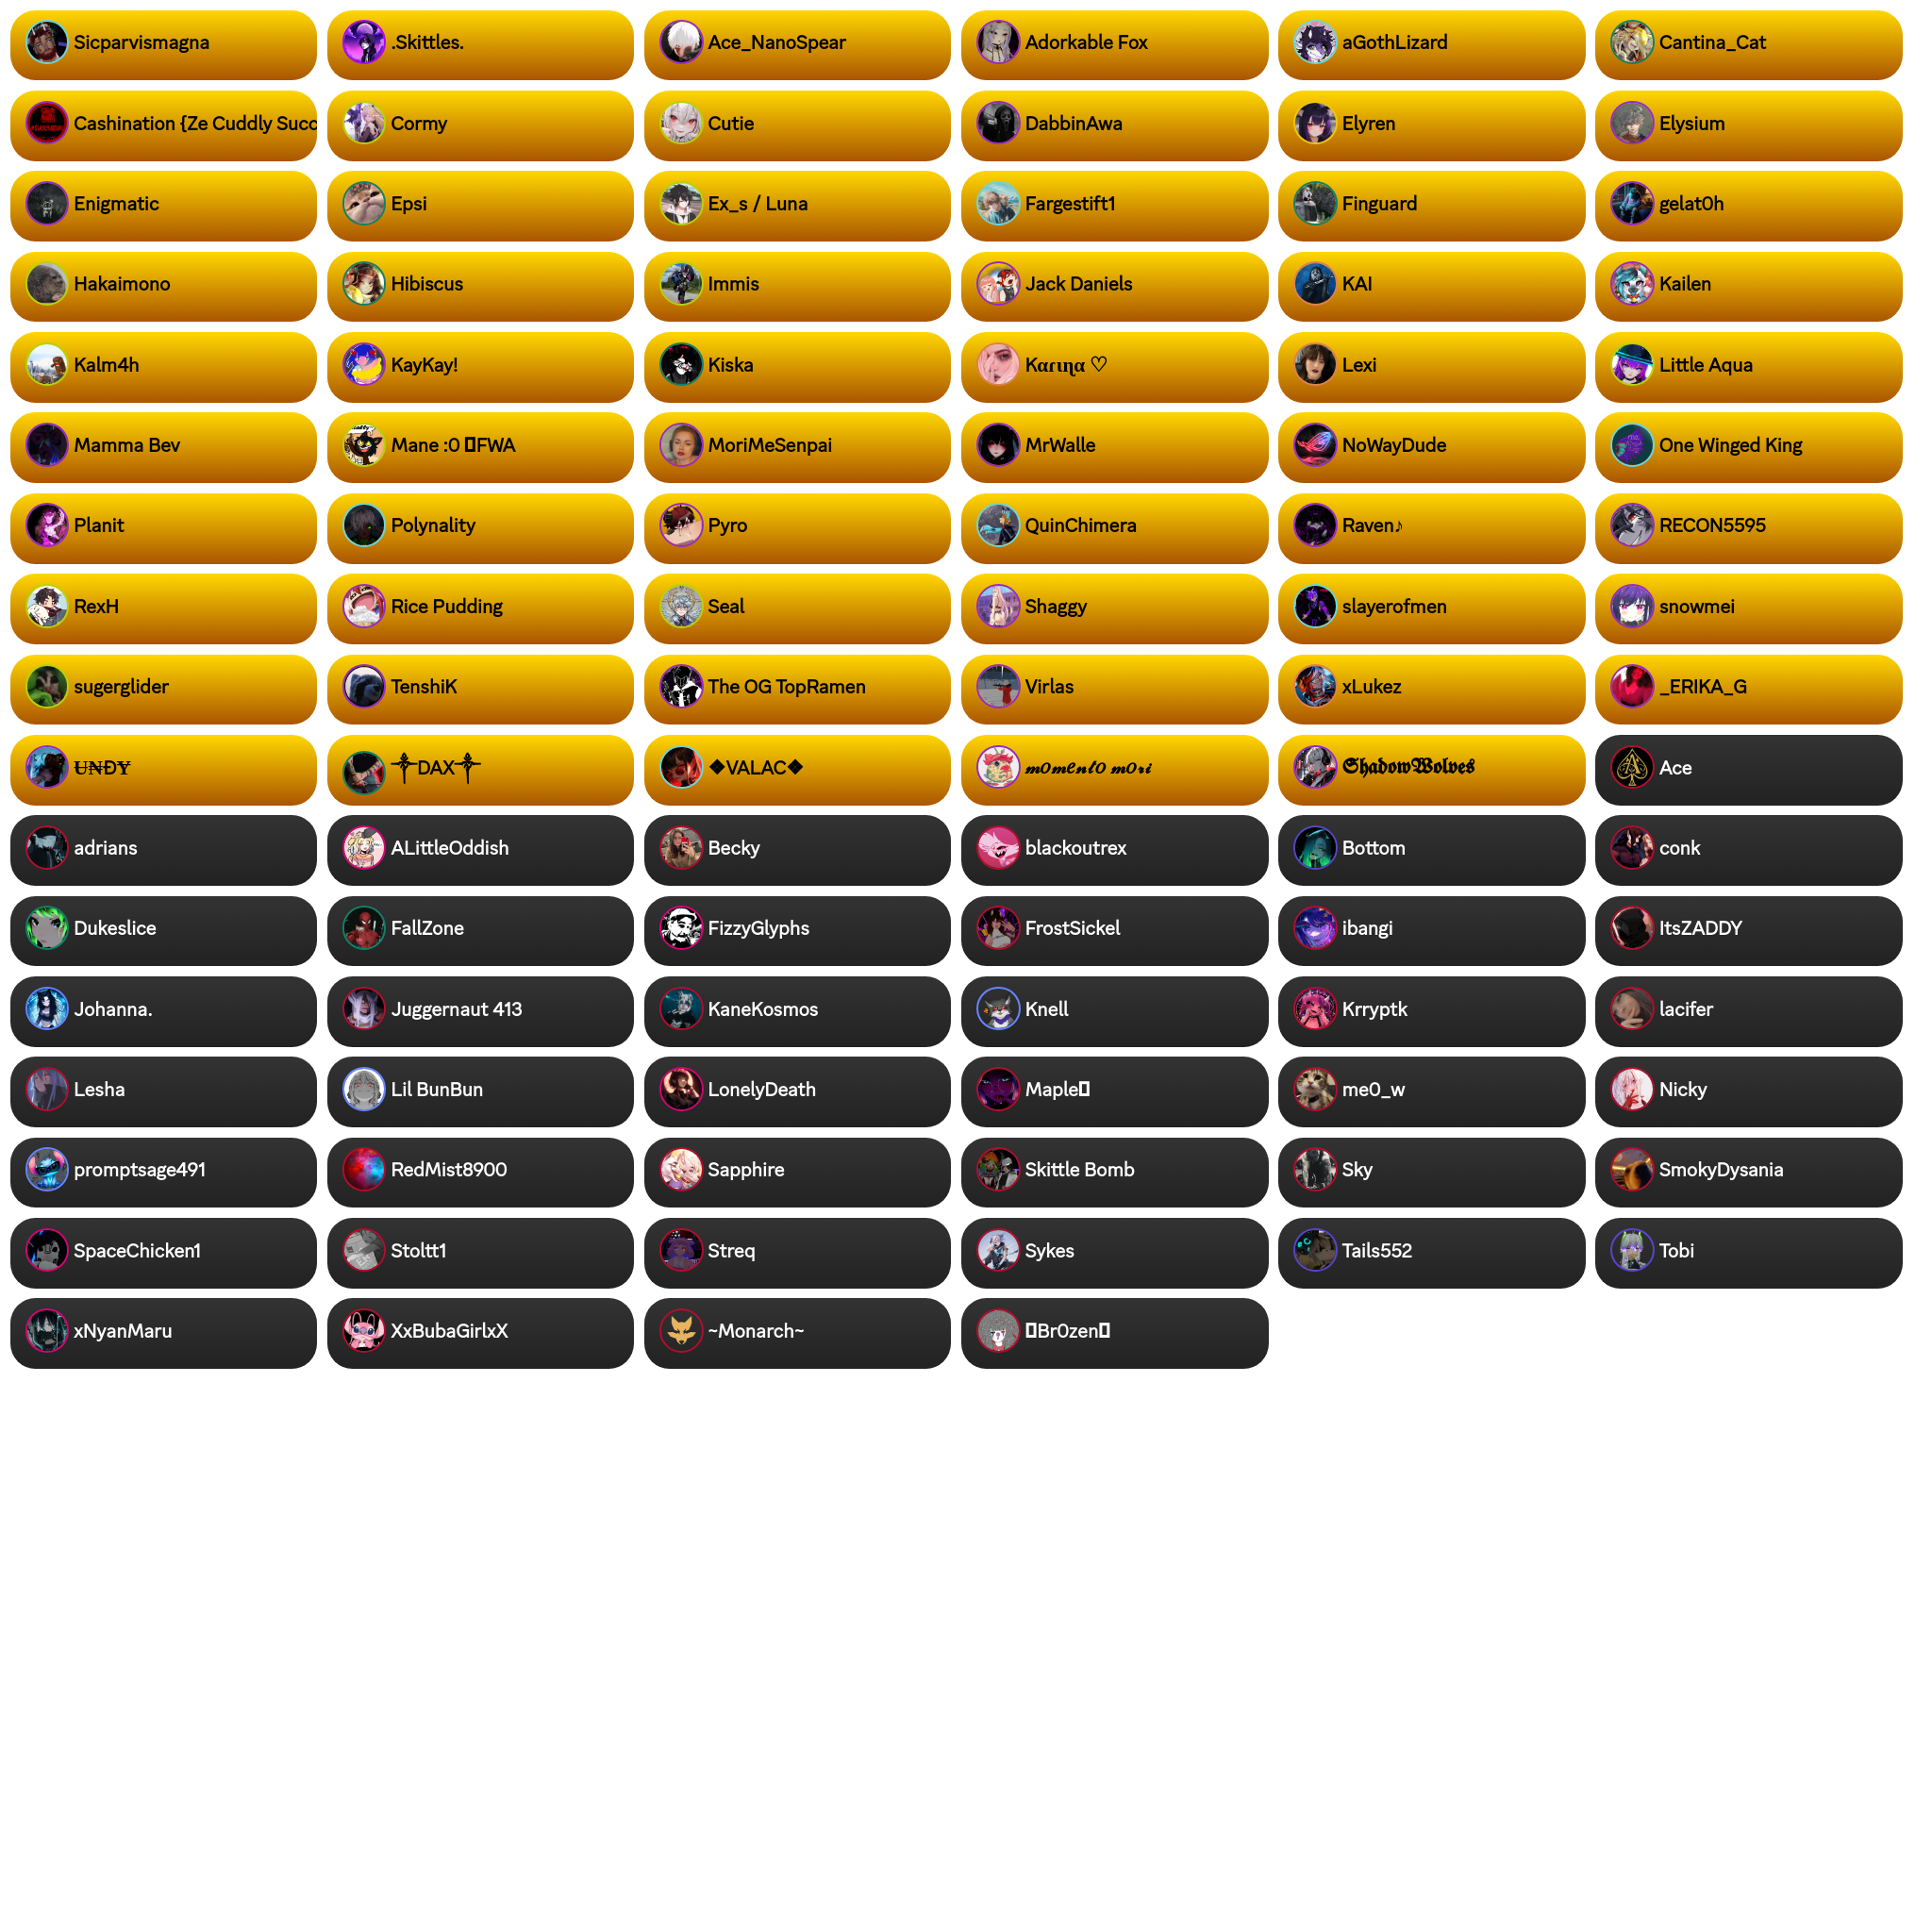 Sicparvismagna
.Skittles.
Ace_NanoSpear
Adorkable Fox
aGothLizard
Cantina_Cat
Cashination {Ze Cuddly Succ
Cormy
Cutie
DabbinAwa
Elyren
Elysium
Enigmatic
Epsi
Ex_s / Luna
Fargestift1
Finguard
gelat0h
Hakaimono
Hibiscus
Immis
Jack Daniels
KAI
Kailen
Kalm4h
KayKay!
Kiska
Kαɾιɳα ♡
Lexi
Little Aqua
Mamma Bev
Mane :0 FWA
MoriMeSenpai
MrWalle
NoWayDude
One Winged King
Planit
Polynality
Pyro
QuinChimera
Raven♪
RECON5595
RexH
Rice Pudding
Seal
Shaggy
slayerofmen
snowmei
sugerglider
TenshiK
The OG TopRamen
Virlas
xLukez
_ERIKA_G
U̶N̶ĐY̶
༒DAX༒
❖VALAC❖
𝓶𝓸𝓶𝓮𝓷𝓽𝓸 𝓶𝓸𝓻𝓲
𝕾𝖍𝖆𝖉𝖔𝖜𝖂𝖔𝖑𝖛𝖊𝖘
Ace
adrians
ALittleOddish
Becky
blackoutrex
Bottom
conk
Dukeslice
FallZone
FizzyGlyphs
FrostSickel
ibangi
ItsZADDY
Johanna.
Juggernaut 413
KaneKosmos
Knell
Krryptk
lacifer
Lesha
Lil BunBun
LonelyDeath
Maple
me0_w
Nicky
promptsage491
RedMist8900
Sapphire
Skittle Bomb
Sky
SmokyDysania
SpaceChicken1
Stoltt1
Streq
Sykes
Tails552
Tobi
xNyanMaru
XxBubaGirlxX
~Monarch~
Br0zen